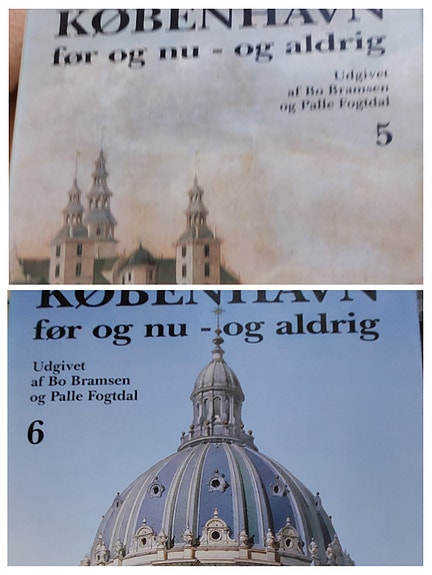 KØBENHAVN
før og nu - og aldrig
Udgivet
af Bo Bramsen
og Palle Fogtdal
5
KØBENHAVN
før og nu - og aldrig
Udgivet
af Bo Bramsen
og Palle Fogtdal
6